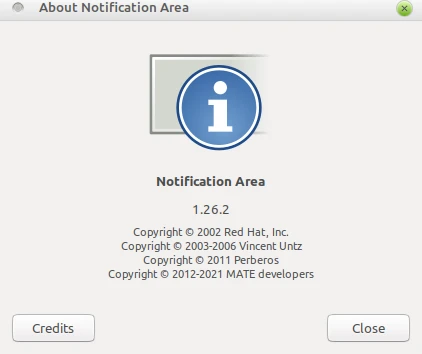 About Notification Area
Notification Area
1.26.2
Copyright © 2002 Red Hat, Inc.
Copyright © 2003-2006 Vincent Untz
Copyright © 2011 Perberos
Copyright © 2012-2021 MATE developers
Credits
Close